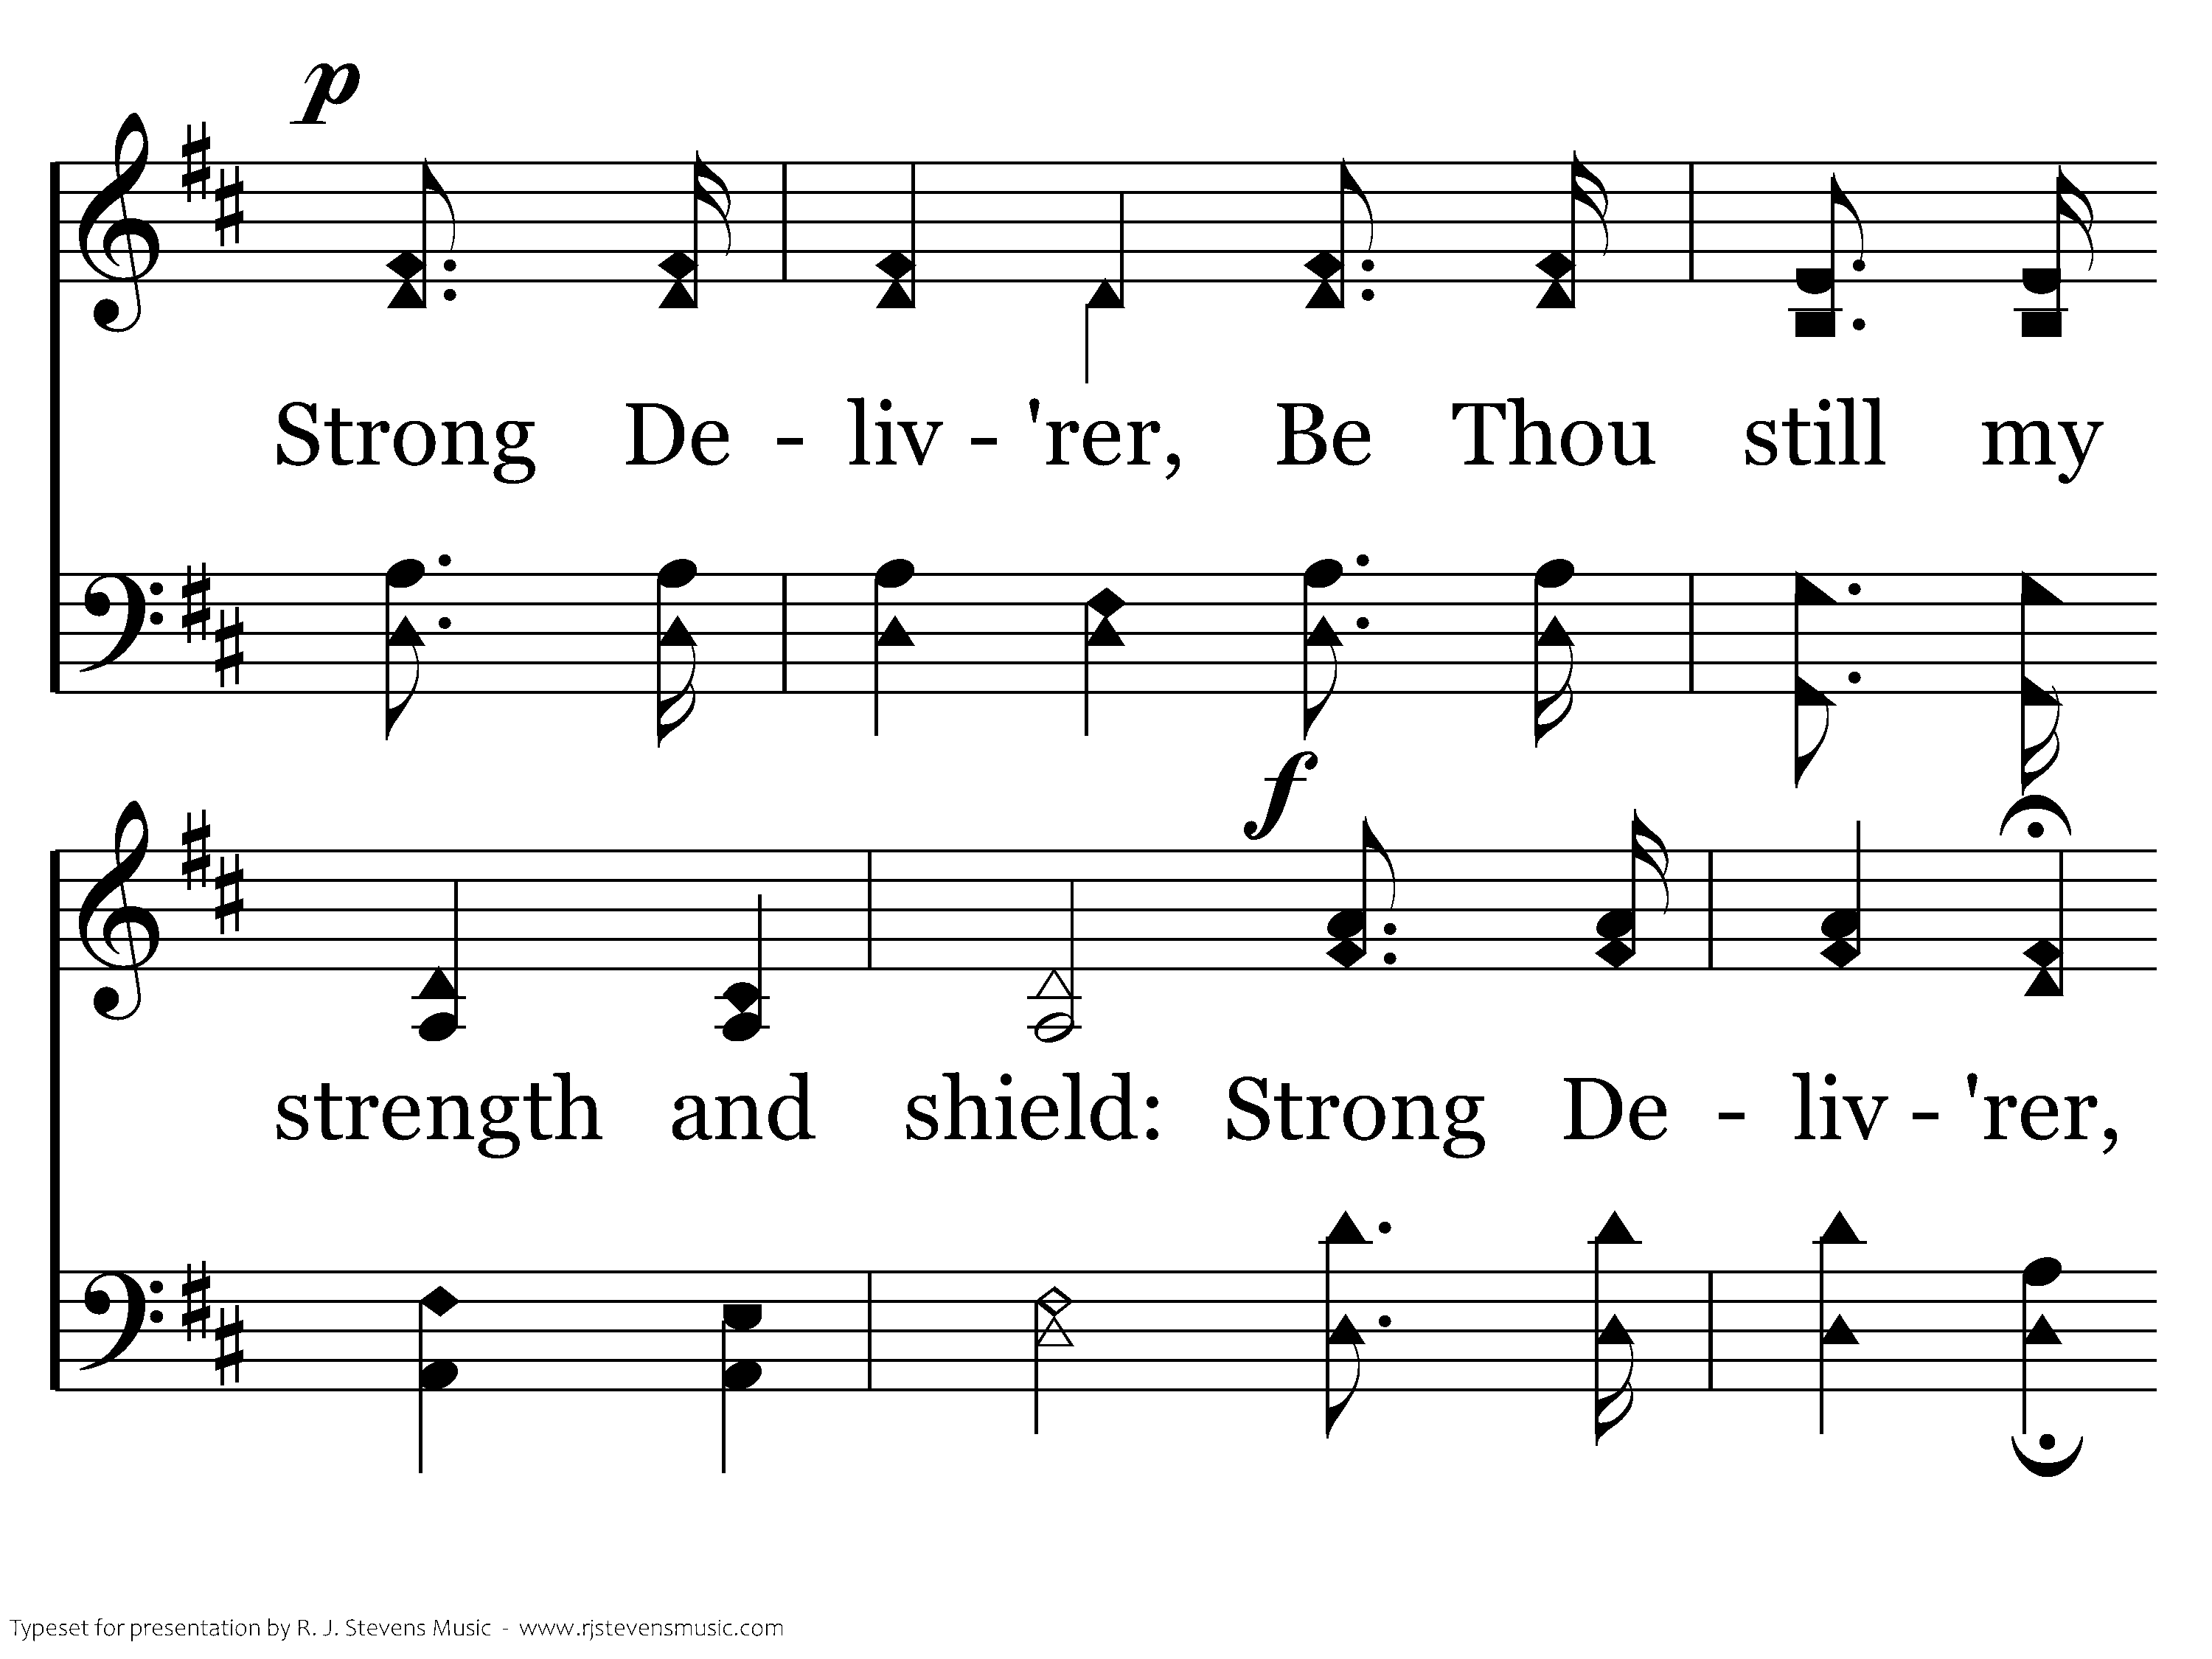 p
Strong De - liv - 'rer, Be Thou still my
f
strength and shield: Strong De - liv - 'rer,
Typeset for presentation by R. J. Stevens Music - www.rjstevensmusic.com